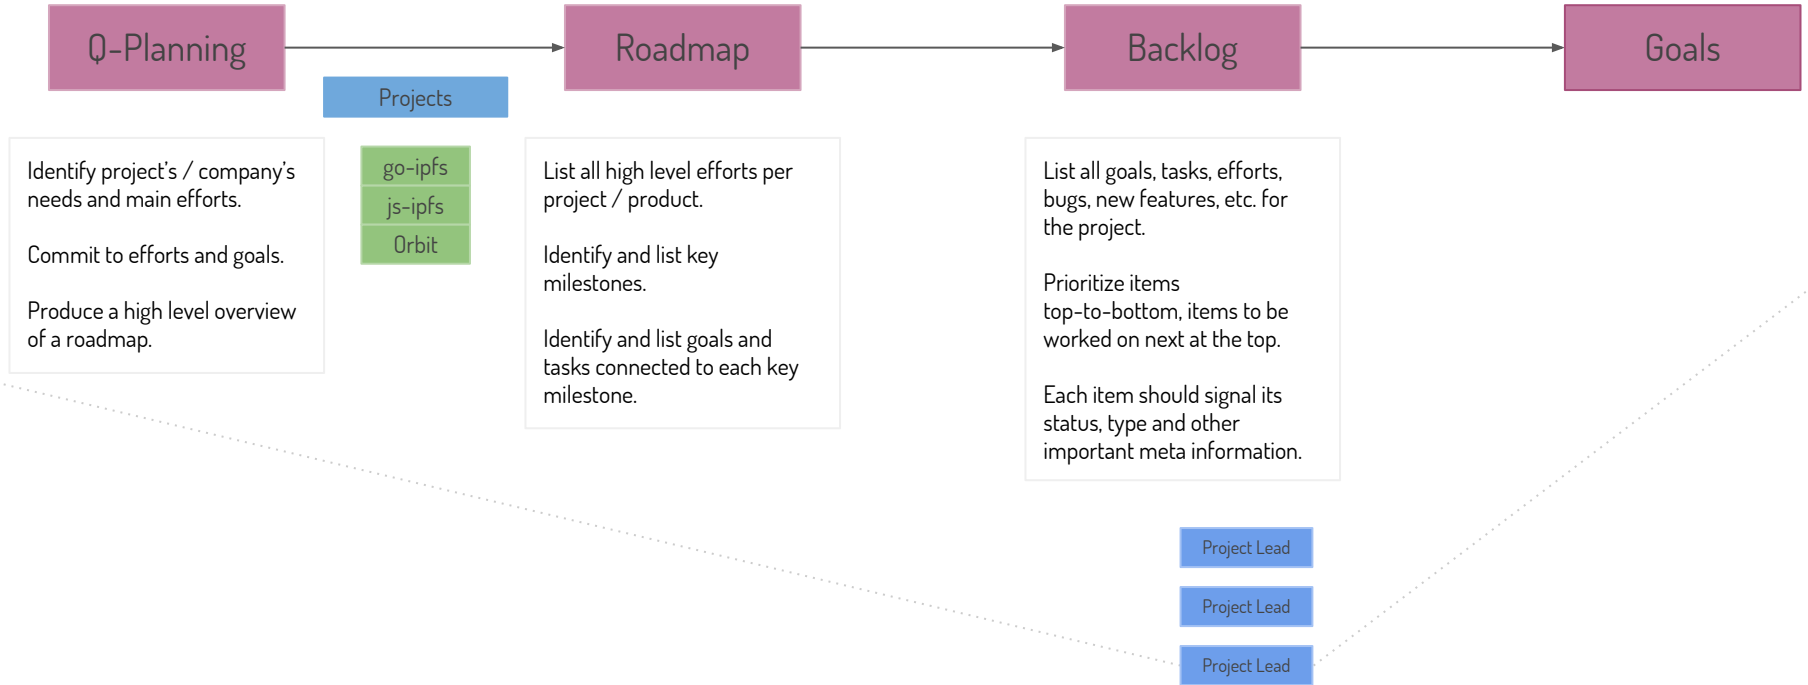 Q-Planning
Roadmap
Backlog
Goals
Projects
Identify project's / company's
needs and main efforts.
Commit to efforts and goals.
Produce a high level overview
of a roadmap.
go-ipfs
js-ipfs
Orbit
List all high level efforts per
project / product.
Identify and list key
milestones.
Identify and list goals and
tasks connected to each key
milestone.
List all goals, tasks, efforts,
bugs, new features, etc. for
the project.
Prioritize items
top-to-bottom, items to be
worked on next at the top.
Each item should signal its
status, type and other
important meta information.
Project Lead
Project Lead
Project Lead